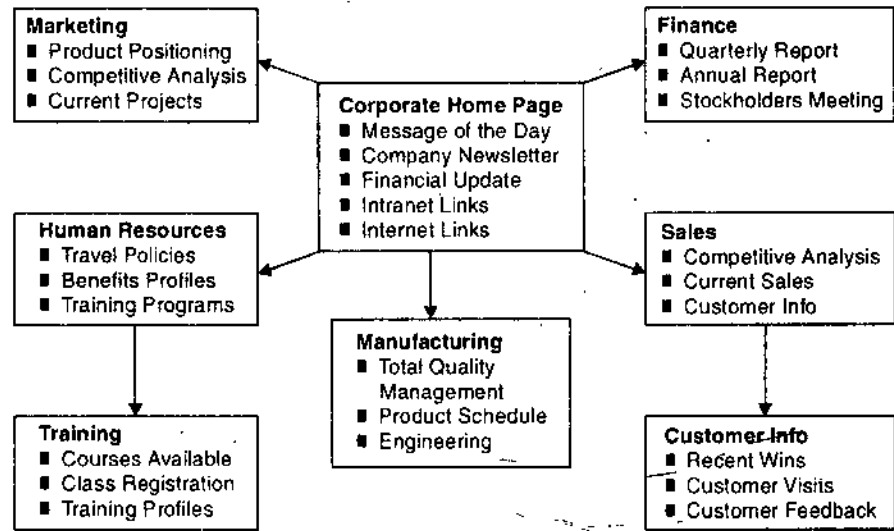 Marketing
■ Product Positioning
■ Competitive Analysis
■ Current Projects
Finance
■ Quarterly Report
■ Annual Report
■ Stockholders Meeting
Corporate Home Page
■ Message of the Day
■ Company Newsletter
■ Financial Update
■ Intranet Links
■ Internet Links
Human Resources
■ Travel Policies
■ Benefits Profiles
■ Training Programs
Sales
■ Competitive Analysis
■ Current Sales
■ Customer Info
Manufacturing
■ Total Quality
Management
■ Product Schedule
■ Engineering
Training
■ Courses Available
■ Class Registration
■ Training Profiles
Customer Info
■ Recent Wins
■ Customer Visits
■ Customer Feedback